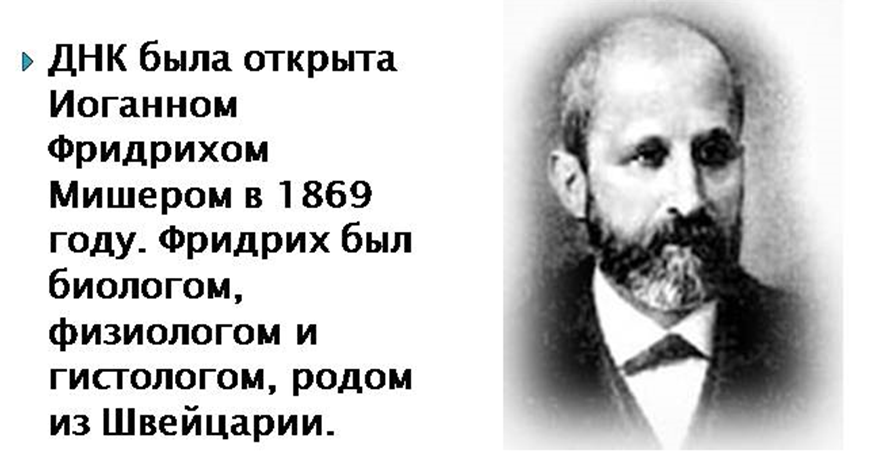 ДНК была открыта
Иоганном
Фридрихом
Мишером в 1869
году. Фридрих был
биологом,
физиологом и
гистологом, родом
из Швейцарии.